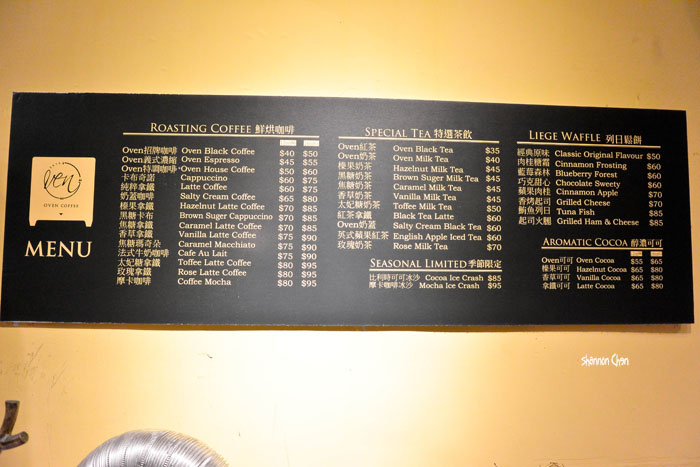 Oven
OVEN COFFEE
MENU
ROASTING COFFEE 鮮烘咖啡
Oven招牌咖啡 Oven Black Coffee $40 $50
Oven義式濃縮 Oven Espresso $45 $55
Oven特調咖啡 Oven House Coffee $50 $60
卡布奇諾 Cappuccino $60 $75
純粹拿鐵 Latte Coffee $60 $75
奶蓋咖啡 Salty Cream Coffee $65 $80
榛果拿鐵 Hazelnut Latte Coffee $70 $85
黑糖卡布 Brown Suger Cappuccino $70 $85
焦糖拿鐵 Caramel Latte Coffee $70 $85
香草拿鐵 Vanilla Latte Coffee $75 $90
焦糖瑪奇朵 Caramel Macchiato $75 $90
法式牛奶咖啡 Cafe Au Lait $75 $90
太妃糖拿鐵 Toffee Latte Coffee $80 $95
玫瑰拿鐵 Rose Latte Coffee $80 $95
摩卡咖啡 Coffee Mocha $80 $95
SPECIAL TEA 特選茶飲
Oven紅茶 Oven Black Tea $35
Oven奶茶 Oven Milk Tea $40
榛果奶茶 Hazelnut Milk Tea $45
黑糖奶茶 Brown Suger Milk Tea $45
焦糖奶茶 Caramel Milk Tea $45
香草奶茶 Vanilla Milk Tea $45
太妃糖奶茶 Toffee Milk Tea $50
紅茶拿鐵 Black Tea Latte $60
Oven奶蓋 Salty Cream Black Tea $60
英式蘋果紅茶 English Apple Iced Tea $60
玫瑰奶茶 Rose Milk Tea $70
SEASONAL LIMITED 季節限定
比利時可可冰沙 Cocoa Ice Crash $85
摩卡咖啡冰沙 Mocha Ice Crash $95
LIEGE WAFFLE 列日鬆餅
經典原味 Classic Original Flavour $50
肉桂糖霜 Cinnamon Frosting $60
藍莓森林 Blueberry Forest $60
巧克甜心 Chocolate Sweety $60
蘋果肉桂 Cinnamon Apple $70
香烤起司 Grilled Cheese $70
鮪魚列日 Tuna Fish $85
起司火腿 Grilled Ham & Cheese $85
AROMATIC COCOA 醇濃可可
Oven可可 Oven Cocoa $55 $65
榛果可可 Hazelnut Cocoa $65 $80
香草可可 Vanilla Cocoa $65 $80
拿鐵可可 Latte Cocoa $65 $80
Shannon Chen